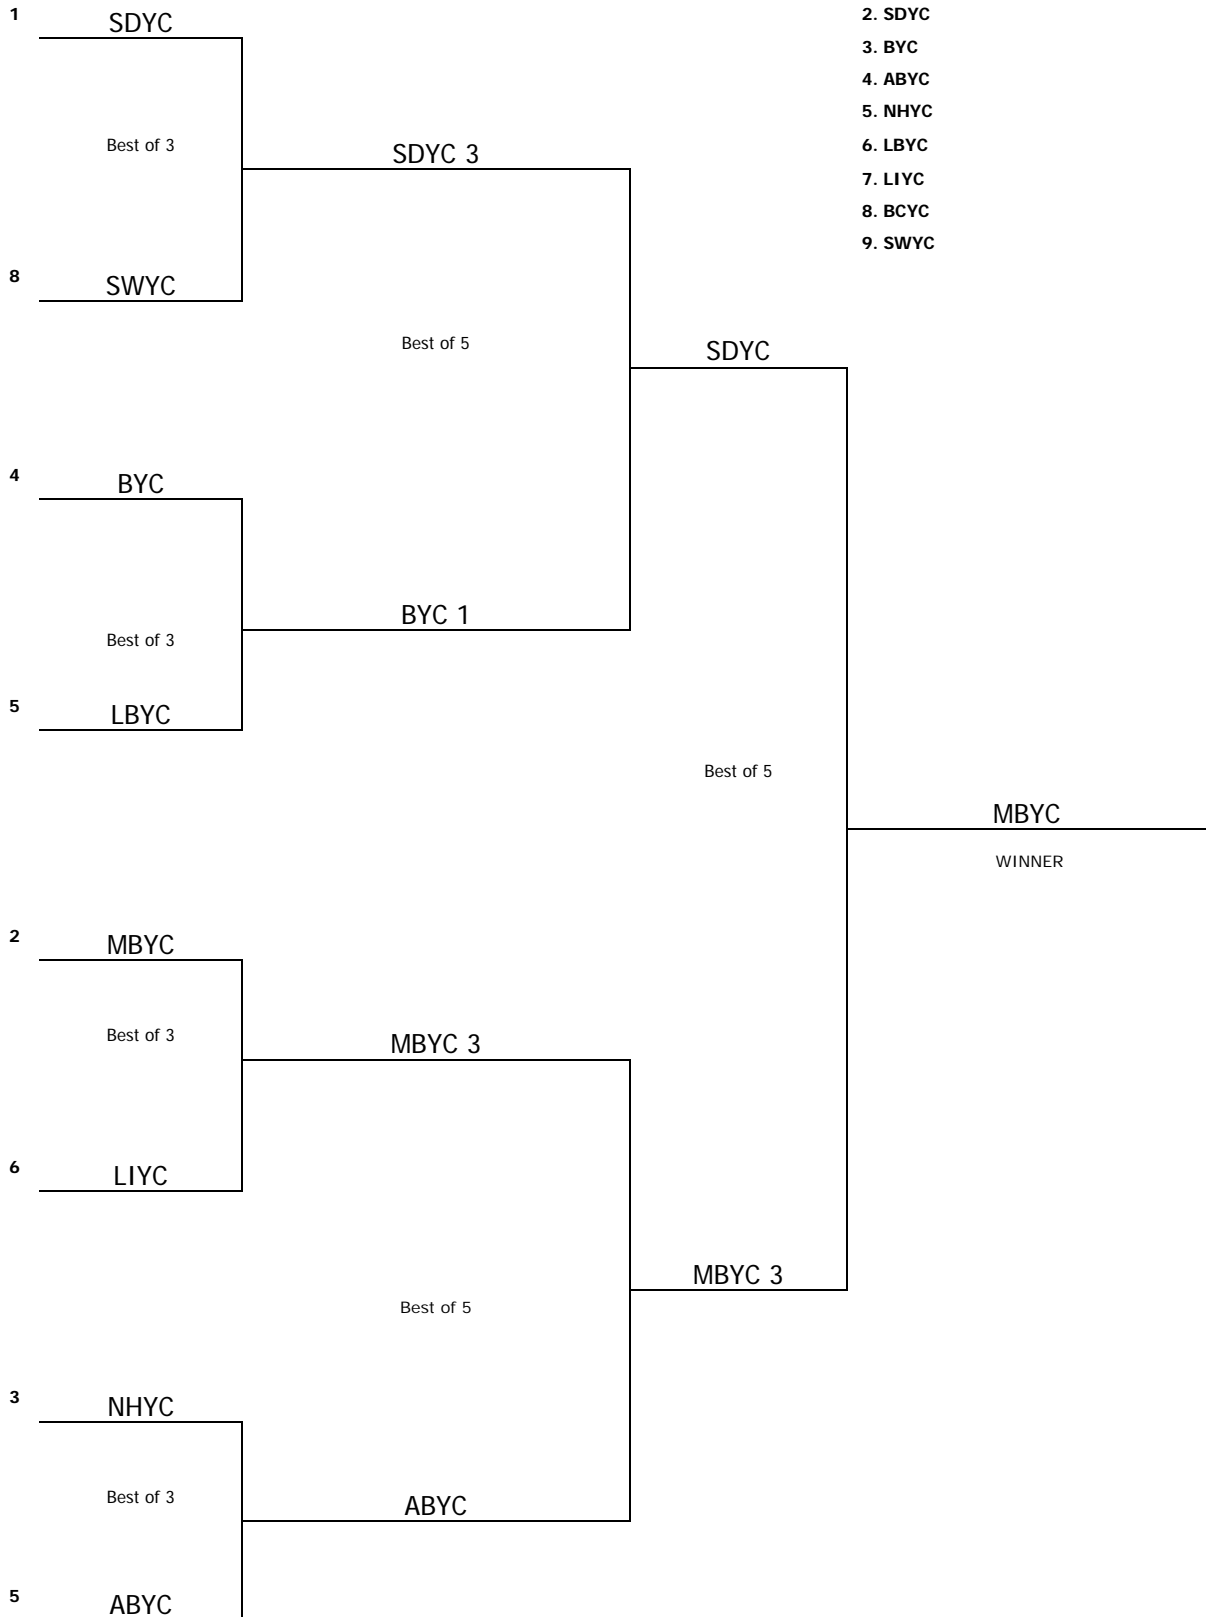 1
SDYC
Best of 3
SDYC 3
8
SWYC
Best of 5
SDYC
4
BYC
Best of 3
BYC 1
5
LBYC
Best of 5
MBYC
WINNER
2
MBYC
Best of 3
MBYC 3
6
LIYC
Best of 5
MBYC 3
3
NHYC
Best of 3
ABYC
5
ABYC
2. SDYC
3. BYC
4. ABYC
5. NHYC
6. LBYC
7. LIYC
8. BCYC
9. SWYC